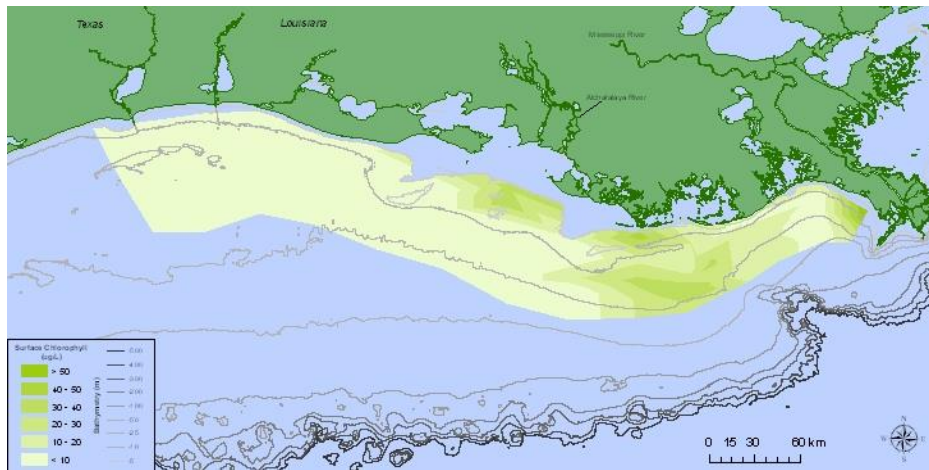 Texas
Louisiana
Mississippi River
Atchafalaya River
Surface Chlorophyll
(ug/L)
> 50
40 - 50
30 - 40
20 - 30
10 - 20
< 10
Bathymetry (m)
N
W
E
S
0 15 30 60 km